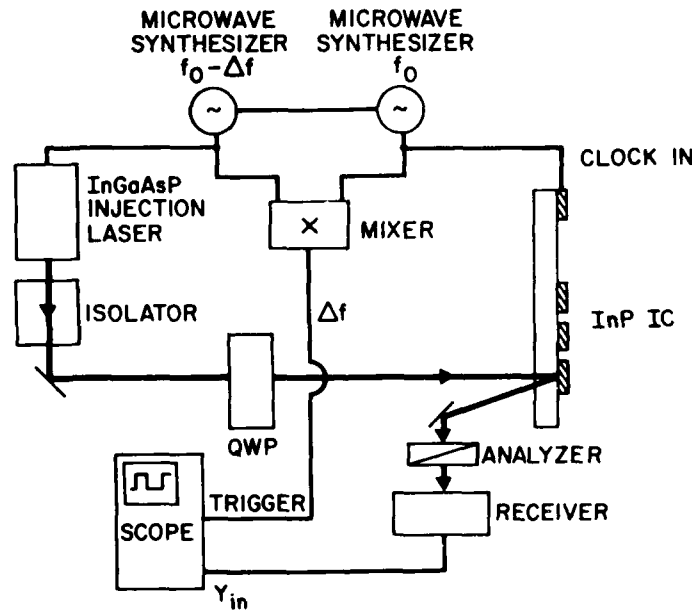 MICROWAVE
SYNTHESIZER
f₀-Δf
MICROWAVE
SYNTHESIZER
f₀
~
~
CLOCK IN
InGaAsP
INJECTION
LASER
×
MIXER
ISOLATOR
Δf
InP IC
QWP
ANALYZER
TRIGGER
SCOPE
RECEIVER
Yᵢₙ